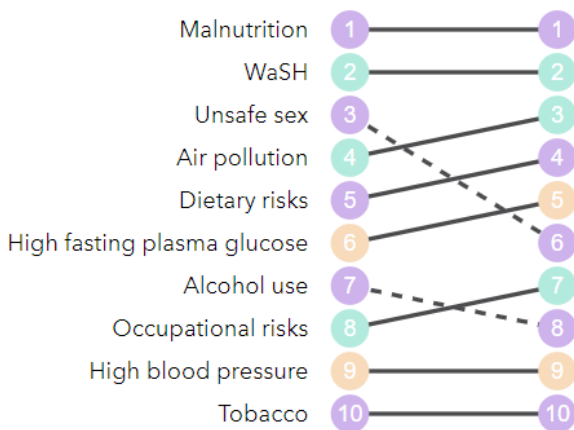 Malnutrition 1 1
WaSH 2 2
Unsafe sex 3 3
Air pollution 4 4
Dietary risks 5 5
High fasting plasma glucose 6 6
Alcohol use 7 7
Occupational risks 8 8
High blood pressure 9 9
Tobacco 10 10